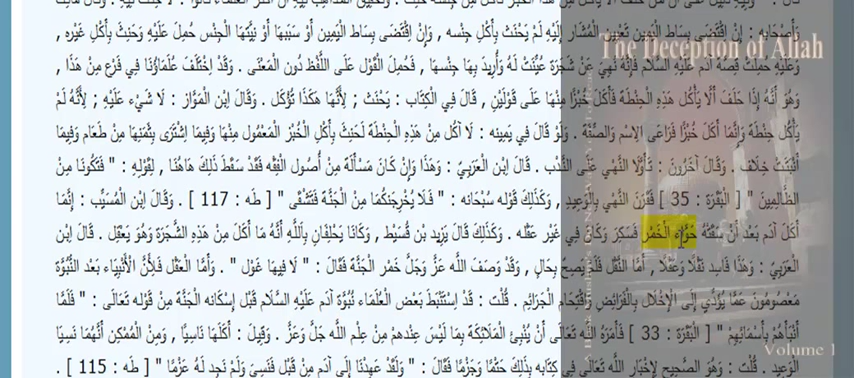 وَأَصْحَابِهِ : إِنْ اقْتَضَى بِسَاطُ الْيَمِينِ تَعْيِينَ الْمُشَارِ إِلَيْهِ لَمْ يَحْنَثْ بِأَكْلِ جِنْسِهِ , وَإِنْ اقْتَضَى بِسَاطُ الْيَمِينِ أَوْ سَبَبُهَا أَوْ نِيَّتُهَا الْجِنْسَ حُمِلَ عَلَيْهِ وَحَنِثَ بِأَكْلِ غَيْرِهِ ,
The Deception of Allah
وَعَلَيْهِ حُمِلَتْ قِصَّةُ آدَمَ عَلَيْهِ السَّلَامُ فَإِنَّهُ نُهِيَ عَنْ شَجَرَةٍ عُيِّنَتْ لَهُ وَأُرِيدَ بِهَا جِنْسُهَا , فَحَمَلَ الْقَوْلَ عَلَى اللَّفْظِ دُونَ الْمَعْنَى . وَقَدْ اِخْتَلَفَ عُلَمَاؤُنَا فِي فَرْعٍ مِنْ هَذَا ,
وَهُوَ أَنَّهُ إِذَا حَلَفَ أَلَّا يَأْكُلَ هَذِهِ الْحِنْطَةَ فَأَكَلَ خُبْزًا مِنْهَا عَلَى قَوْلَيْنِ , قَالَ فِي الْكِتَابِ : يَحْنَثُ ; لِأَنَّهَا هَكَذَا تُؤْكَلُ . وَقَالَ ابْنُ الْمَوَّازِ : لَا شَيْءَ عَلَيْهِ ; لِأَنَّهُ لَمْ
يَأْكُلْ حِنْطَةً وَإِنَّمَا أَكَلَ خُبْزًا فَرَاعَى الِاسْمَ وَالصِّفَةَ . وَلَوْ قَالَ فِي يَمِينِهِ : لَا آكُلُ مِنْ هَذِهِ الْحِنْطَةِ لَحَنِثَ بِأَكْلِ الْخُبْزِ الْمَعْمُولِ مِنْهَا وَفِيمَا اشْتَرَى بِثَمَنِهَا مِنْ طَعَامٍ وَفِيمَا
أَنْبَتَتْ خِلَافٌ . وَقَالَ آخَرُونَ : تَأَوَّلَا النَّهْيَ عَلَى النَّدْبِ . قَالَ ابْنُ الْعَرَبِيِّ : وَهَذَا وَإِنْ كَانَ مَسْأَلَةً مِنْ أُصُولِ الْفِقْهِ فَقَدْ سَقَطَ ذَلِكَ هَاهُنَا , لِقَوْلِهِ : " فَتَكُونَا مِنْ
الظَّالِمِينَ " [ الْبَقَرَة : 35 ] فَقَرَنَ النَّهْيَ بِالْوَعِيدِ , وَكَذَلِكَ قَوْلُهُ سُبْحَانَهُ : " فَلَا يُخْرِجَنَّكُمَا مِنْ الْجَنَّةِ فَتَشْقَى " [ طه : 117 ] . وَقَالَ ابْنُ الْمُسَيِّبِ : إِنَّمَا
أَكَلَ آدَمُ بَعْدَ أَنْ سَقَتْهُ حَوَّاءُ الْخَمْرَ فَسَكِرَ وَكَانَ فِي غَيْرِ عَقْلِهِ . وَكَذَلِكَ قَالَ يَزِيدُ بْنُ قُسَيْطٍ , وَكَانَا يَحْلِفَانِ بِاَللَّهِ أَنَّهُ مَا أَكَلَ مِنْ هَذِهِ الشَّجَرَةِ وَهُوَ يَعْقِلُ . قَالَ ابْنُ
الْعَرَبِيِّ : وَهَذَا فَاسِدٌ نَقْلًا وَعَقْلًا , أَمَّا النَّقْلُ فَلَمْ يَصِحَّ بِحَالٍ , وَقَدْ وَصَفَ اللَّهُ عَزَّ وَجَلَّ خَمْرَ الْجَنَّةِ فَقَالَ : " لَا فِيهَا غَوْلٌ " . وَأَمَّا الْعَقْلُ فَلِأَنَّ الْأَنْبِيَاءَ بَعْدَ النُّبُوَّةِ
مَعْصُومُونَ عَمَّا يُؤَدِّي إِلَى الْإِخْلَالِ بِالْفَرَائِضِ وَاقْتِحَامِ الْجَرَائِمِ . قُلْت : قَدْ اِسْتَنْبَطَ بَعْضُ الْعُلَمَاءِ نُبُوَّةَ آدَمَ عَلَيْهِ السَّلَامُ قَبْلَ إِسْكَانِهِ الْجَنَّةَ مِنْ قَوْلِهِ تَعَالَى : " فَلَمَّا
أَنْبَأَهُمْ بِأَسْمَائِهِمْ " [ الْبَقَرَة : 33 ] فَأَمَرَهُ اللَّهُ تَعَالَى أَنْ يُنْبِئَ الْمَلَائِكَةَ بِمَا لَيْسَ عِنْدَهُمْ مِنْ عِلْمِ اللَّهِ جَلَّ وَعَزَّ . وَقِيلَ : أَكَلَهَا نَاسِيًا , وَمِنْ الْمُمْكِنِ أَنَّهُمَا نَسِيَا
Volume 1
الْوَعِيدَ . قُلْت : وَهُوَ الصَّحِيحُ لِإِخْبَارِ اللَّهِ تَعَالَى فِي كِتَابِهِ بِذَلِكَ حَتْمًا وَجَزْمًا فَقَالَ : " وَلَقَدْ عَهِدْنَا إِلَى آدَمَ مِنْ قَبْلُ فَنَسِيَ وَلَمْ نَجِدْ لَهُ عَزْمًا " [ طه : 115 ] .